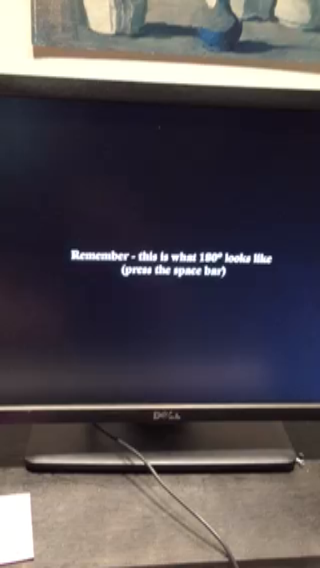 Remember - this is what 180° looks like
(press the space bar)
DELL